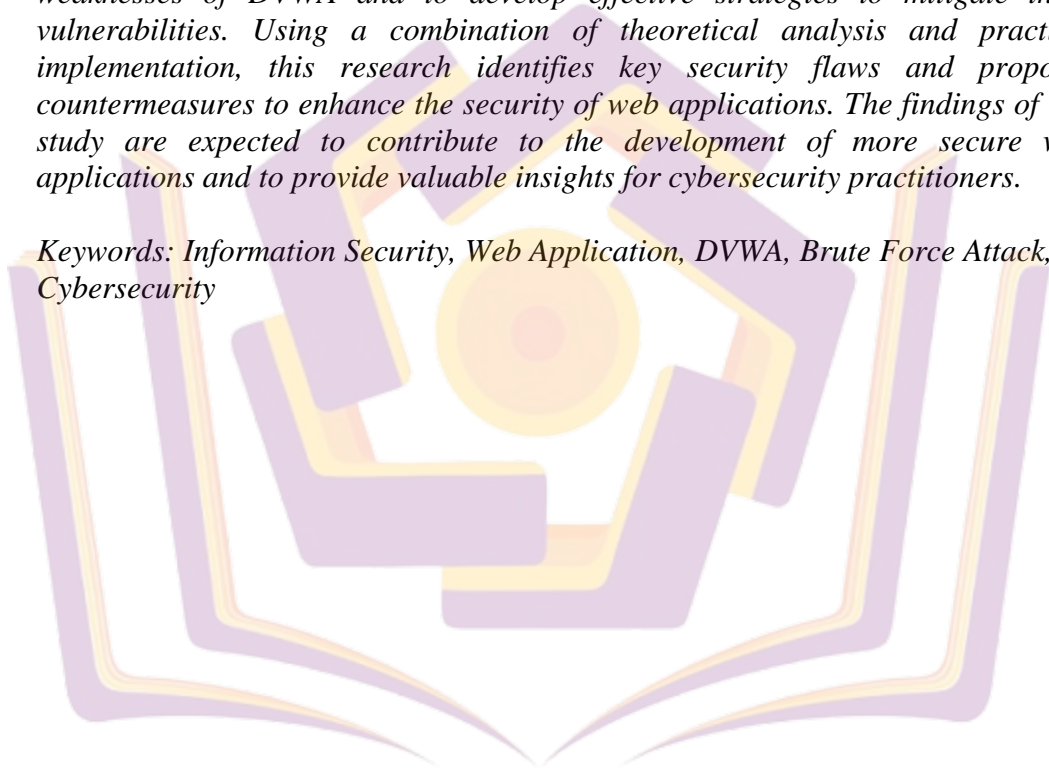 weaknesses of DVWA and to develop effective strategies to mitigate
vulnerabilities. Using a combination of theoretical analysis and
implementation, this research identifies key security flaws and
countermeasures to enhance the security of web applications. The findings of
study are expected to contribute to the development of more secure
applications and to provide valuable insights for cybersecurity practitioners.
Keywords: Information Security, Web Application, DVWA, Brute Force Attack,
Cybersecurity